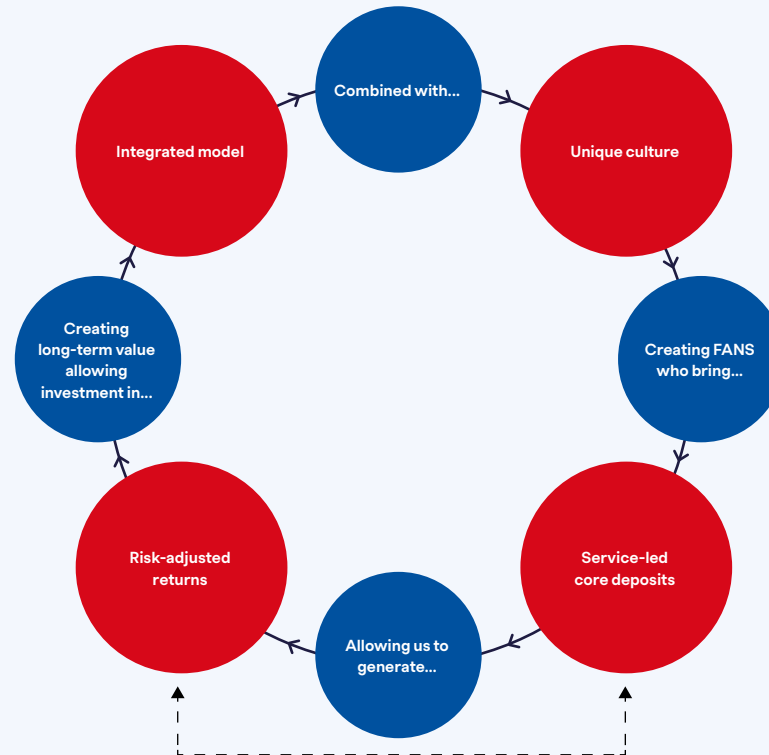 Combined with...
Integrated model
Unique culture
Creating
long-term value
allowing
investment in...
Creating FANS
who bring...
Risk-adjusted
returns
Service-led
core deposits
Allowing us to
generate...